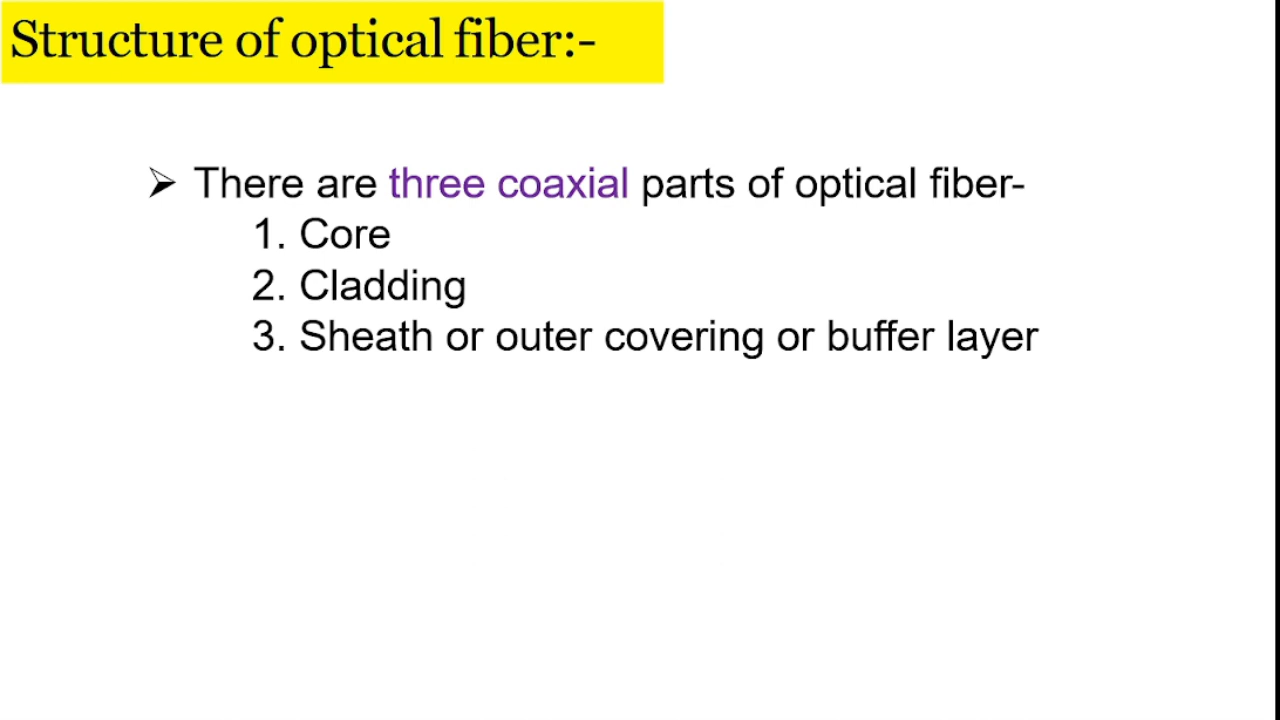 Structure of optical fiber:-
➢ There are three coaxial parts of optical fiber-
1. Core
2. Cladding
3. Sheath or outer covering or buffer layer